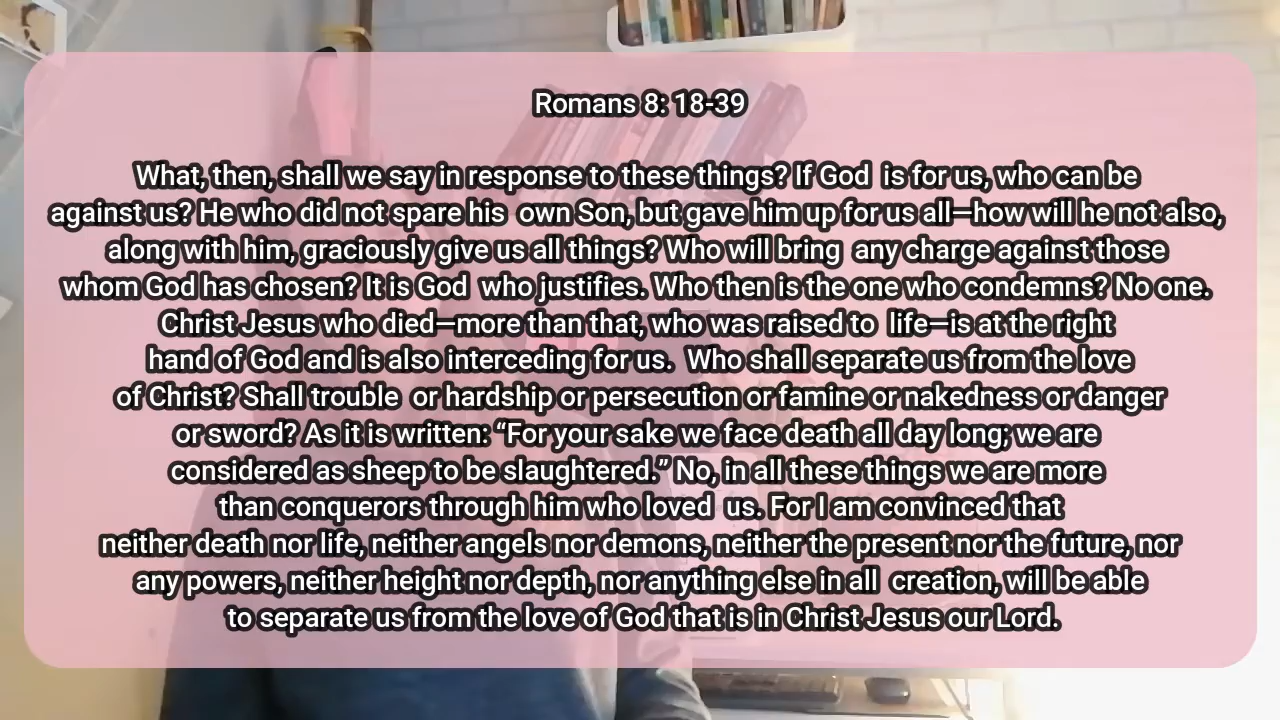 Romans 8: 18-39
What, then, shall we say in response to these things? If God is for us, who can be
against us? He who did not spare his own Son, but gave him up for us all—how will he not also,
along with him, graciously give us all things? Who will bring any charge against those
whom God has chosen? It is God who justifies. Who then is the one who condemns? No one.
Christ Jesus who died—more than that, who was raised to life—is at the right
hand of God and is also interceding for us. Who shall separate us from the love
of Christ? Shall trouble or hardship or persecution or famine or nakedness or danger
or sword? As it is written: “For your sake we face death all day long; we are
considered as sheep to be slaughtered.” No, in all these things we are more
than conquerors through him who loved us. For I am convinced that
neither death nor life, neither angels nor demons, neither the present nor the future, nor
any powers, neither height nor depth, nor anything else in all creation, will be able
to separate us from the love of God that is in Christ Jesus our Lord.